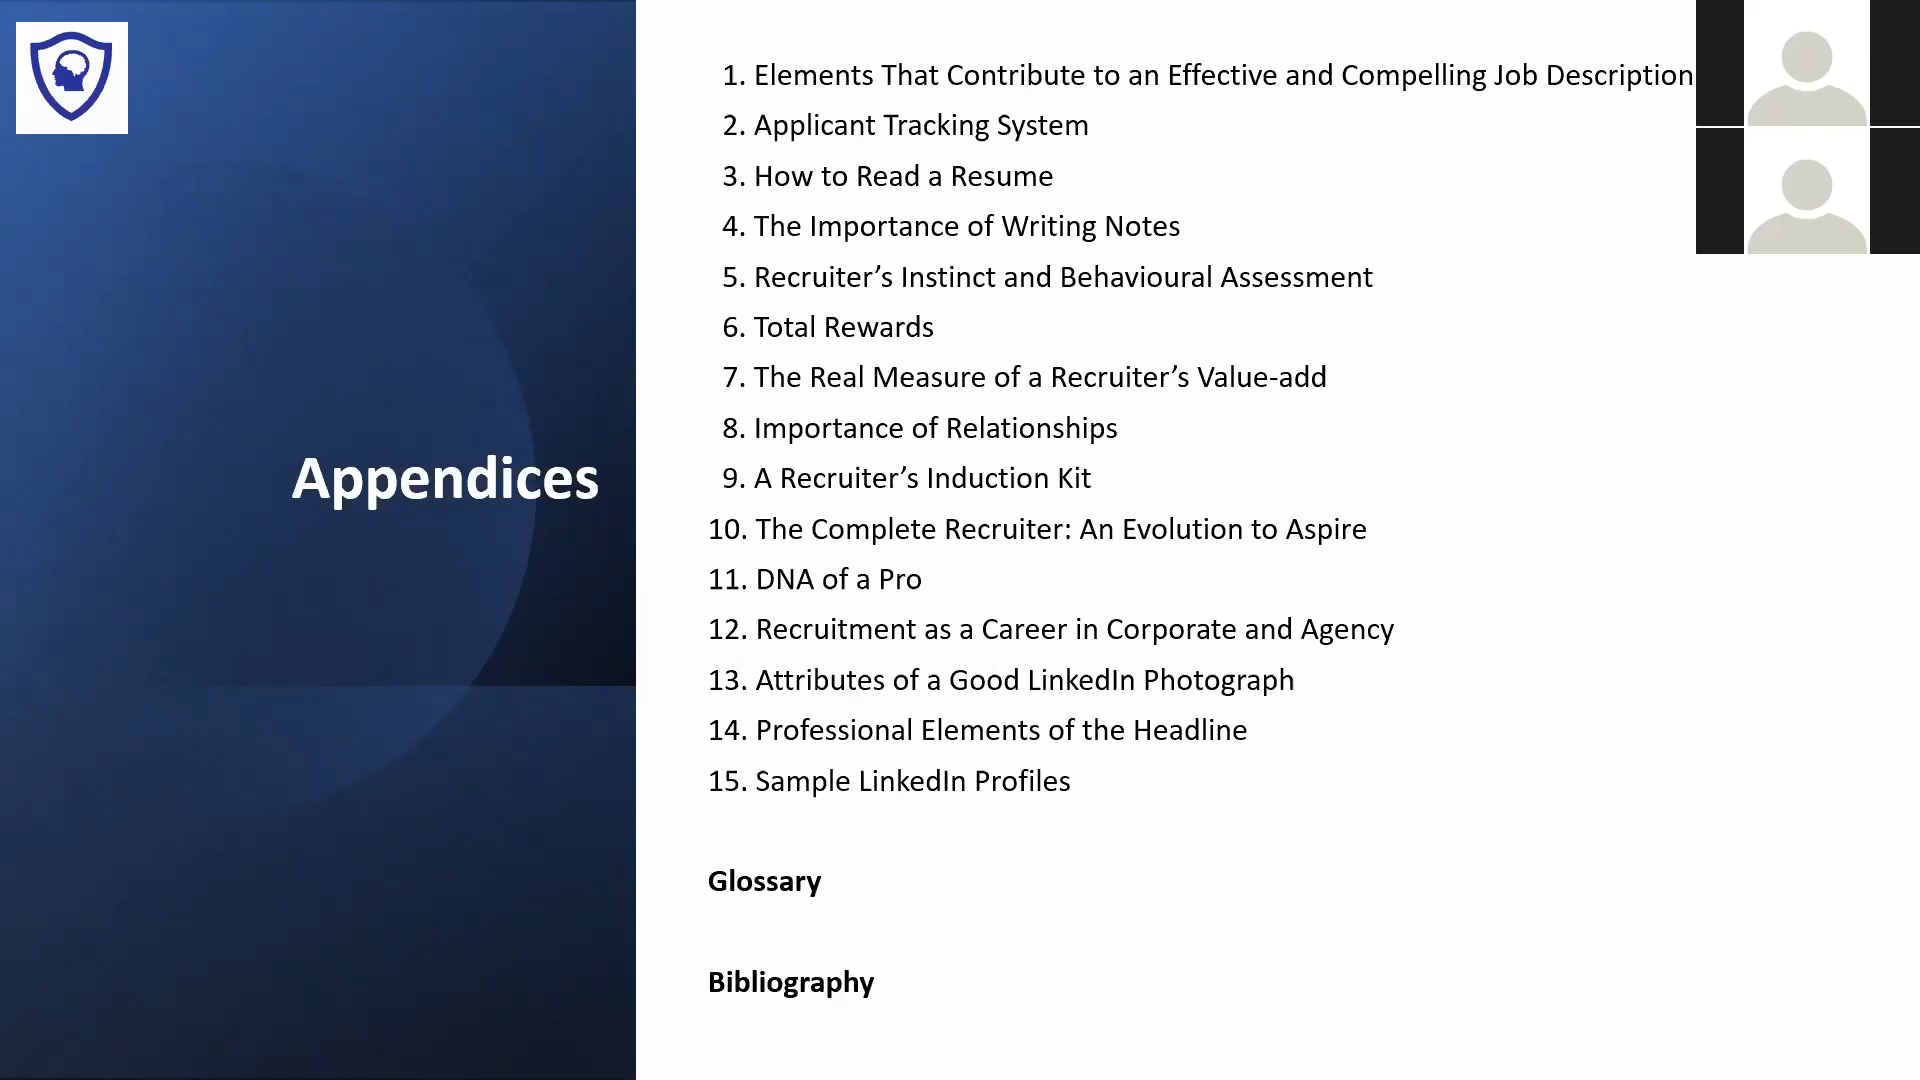 Appendices
1. Elements That Contribute to an Effective and Compelling Job Description
2. Applicant Tracking System
3. How to Read a Resume
4. The Importance of Writing Notes
5. Recruiter’s Instinct and Behavioural Assessment
6. Total Rewards
7. The Real Measure of a Recruiter’s Value-add
8. Importance of Relationships
9. A Recruiter’s Induction Kit
10. The Complete Recruiter: An Evolution to Aspire
11. DNA of a Pro
12. Recruitment as a Career in Corporate and Agency
13. Attributes of a Good LinkedIn Photograph
14. Professional Elements of the Headline
15. Sample LinkedIn Profiles
Glossary
Bibliography